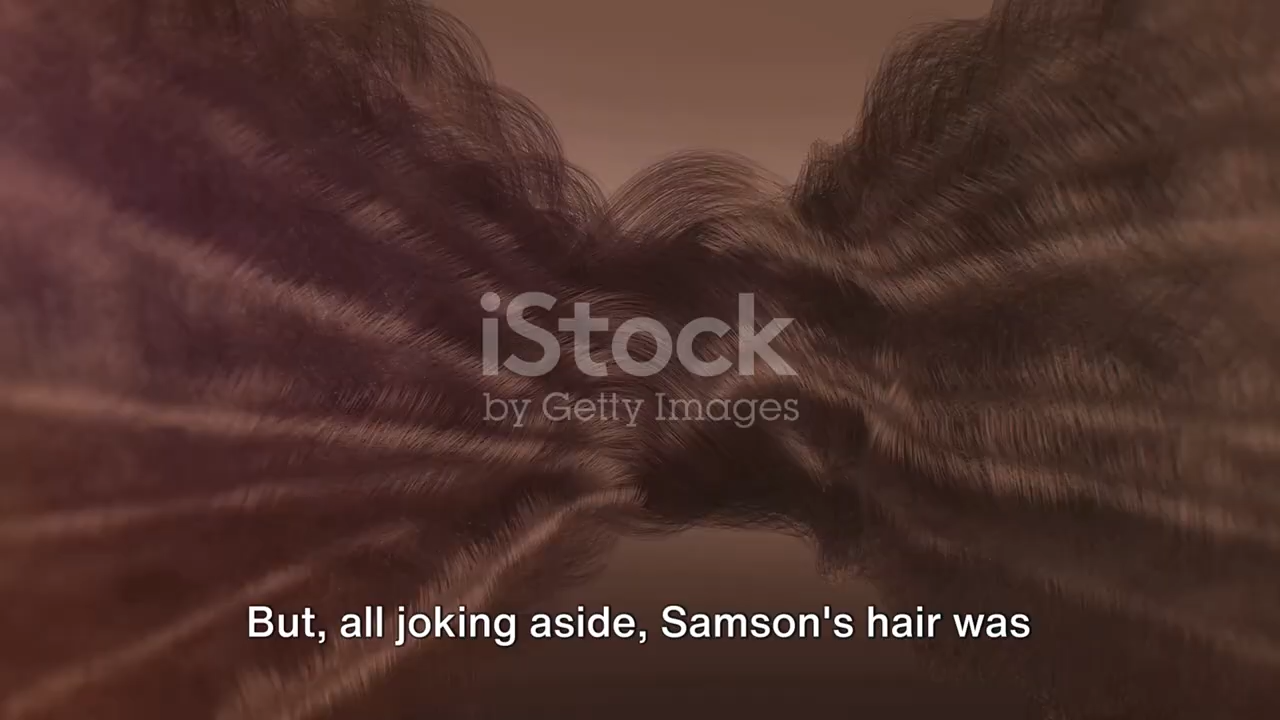 iStock
by Getty Images
But, all joking aside, Samson's hair was